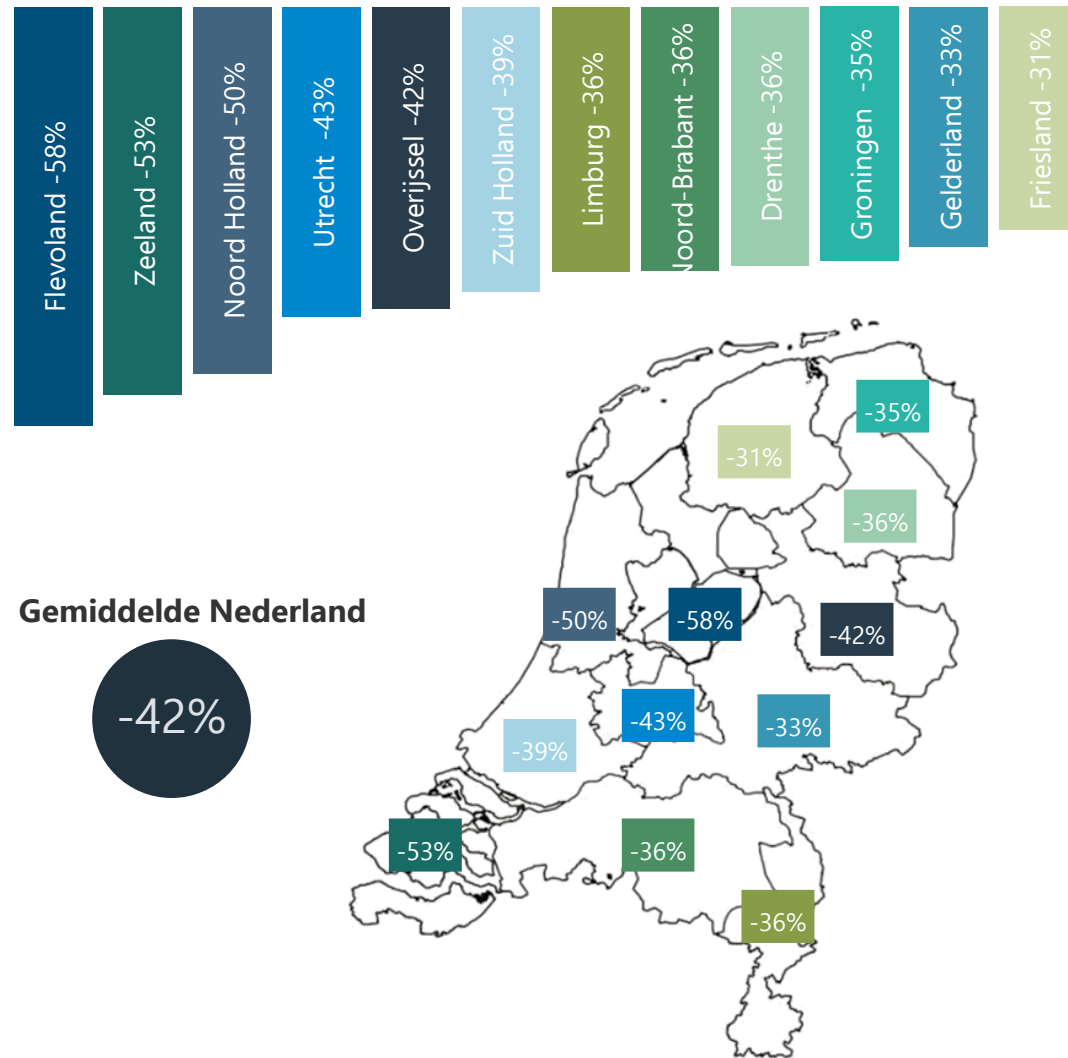 Flevoland -58%
Zeeland -53%
Noord Holland -50%
Utrecht -43%
Overijssel -42%
Zuid Holland -39%
Limburg -36%
Noord-Brabant -36%
Drenthe -36%
Groningen -35%
Gelderland -33%
Friesland -31%
-35%
-31%
-36%
Gemiddelde Nederland
-50%
-58%
-42%
-42%
-43%
-33%
-39%
-53%
-36%
-36%